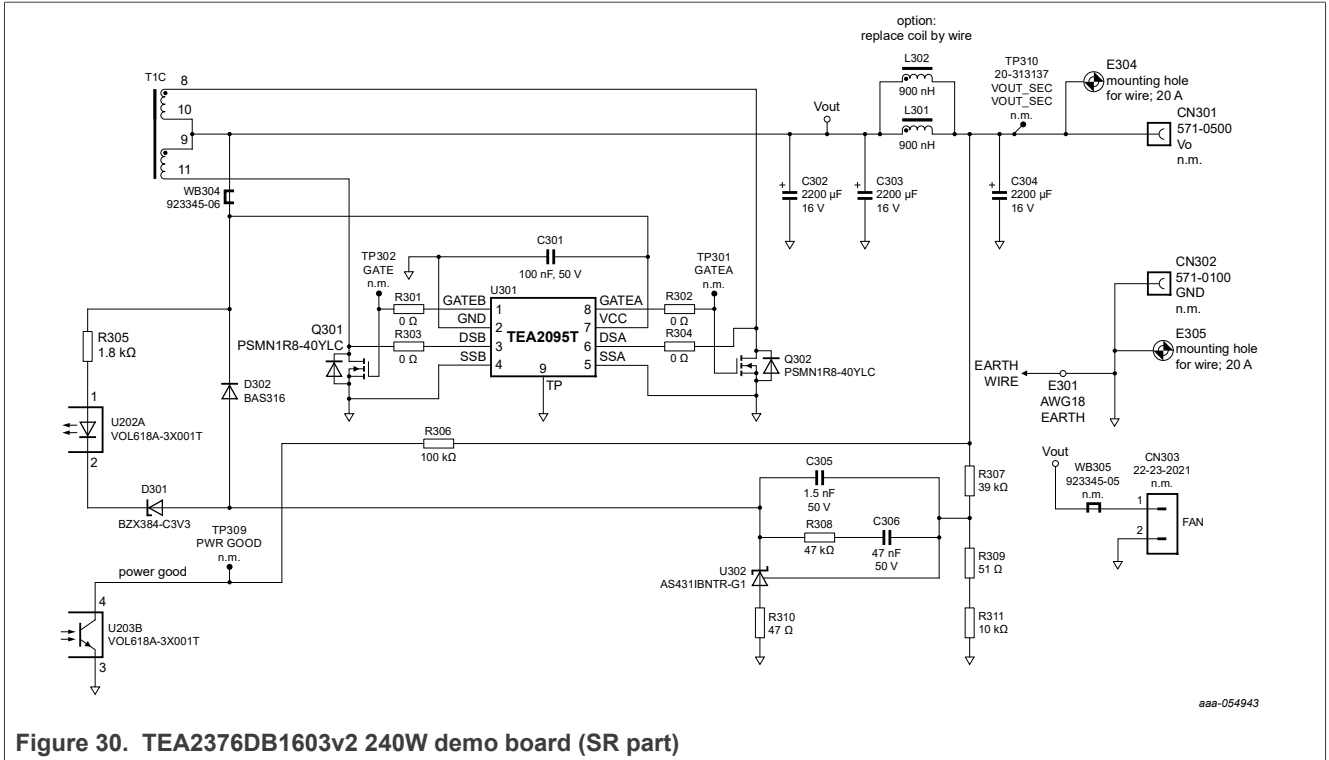 option:
replace coil by wire
L302
900 nH
L301
900 nH
TP310
20-313137
VOUT_SEC
VOUT_SEC
n.m.
E304
mounting hole
for wire; 20 A
CN301
571-0500
Vo
n.m.
T1C
8
10
9
11
Vout
WB304
923345-06
C302
2200 µF
16 V
C303
2200 µF
16 V
C304
2200 µF
16 V
C301
100 nF, 50 V
TP302
GATE
n.m.
TP301
GATEA
n.m.
CN302
571-0100
GND
n.m.
U301
R301
0 Ω
GATEB
1
GND
2
R303
0 Ω
DSB
3
SSB
4
TEA2095T
9
TP
8
GATEA
7
VCC
6
DSA
5
SSA
R302
0 Ω
R304
0 Ω
Q301
PSMN1R8-40YLC
Q302
PSMN1R8-40YLC
E305
mounting hole
for wire; 20 A
EARTH
WIRE
E301
AWG18
EARTH
R305
1.8 kΩ
D302
BAS316
1
U202A
VOL618A-3X001T
2
R306
100 kΩ
D301
BZX384-C3V3
TP309
PWR GOOD
n.m.
power good
4
U203B
VOL618A-3X001T
3
C305
1.5 nF
50 V
R308
47 kΩ
C306
47 nF
50 V
U302
AS431IBNTR-G1
R310
47 Ω
R307
39 kΩ
R309
51 Ω
R311
10 kΩ
Vout
WB305
923345-05
n.m.
CN303
22-23-2021
n.m.
1
2
FAN
aaa-054943
Figure 30. TEA2376DB1603v2 240W demo board (SR part)